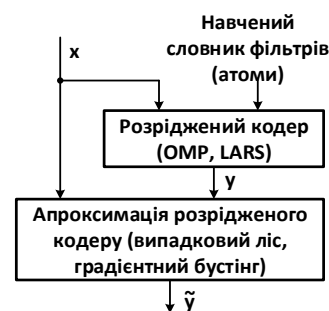 Навчений
словник фільтрів
(атоми)
x
Розріджений кодер
(OMP, LARS)
y
Апроксимація розрідженого
кодеру (випадковий ліс,
градієнтний бустінг)
ỹ